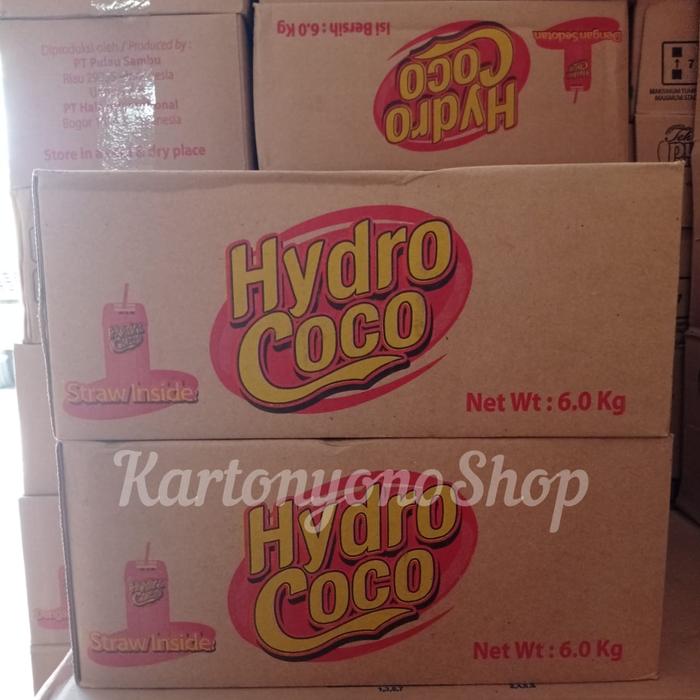 Diproduksi oleh / Produced by :
PT Pulau Sambu
Riau
PT
Bogor
Store in a & dry place
Isi Bersih : 6.0 Kg
Hydro
Coco
Dengan Sedotan
7
Hydro
Coco
Straw Inside
Net Wt : 6.0 Kg
KartonyonoShop
Hydro
Coco
Straw Inside
Net Wt : 6.0 Kg